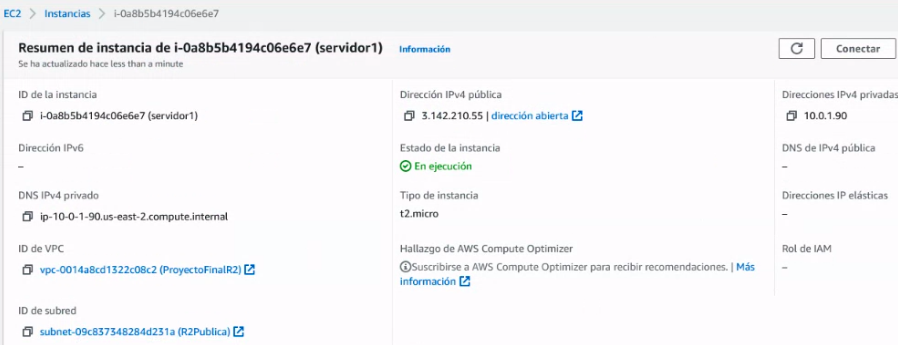 EC2 > Instancias > i-0a8b5b4194c06e6e7
Resumen de instancia de i-0a8b5b4194c06e6e7 (servidor1) Información
Conectar
Se ha actualizado hace less than a minute
ID de la instancia
i-0a8b5b4194c06e6e7 (servidor1)
Dirección IPv4 pública
3.142.210.55 | dirección abierta
Direcciones IPv4 privadas
10.0.1.90
Dirección IPv6
–
Estado de la instancia
En ejecución
DNS de IPv4 pública
–
DNS IPv4 privado
ip-10-0-1-90.us-east-2.compute.internal
Tipo de instancia
t2.micro
Direcciones IP elásticas
–
ID de VPC
vpc-0014a8cd1322c08c2 (ProyectoFinalR2)
Hallazgo de AWS Compute Optimizer
Suscribirse a AWS Compute Optimizer para recibir recomendaciones. | Más
información
Rol de IAM
–
ID de subred
subnet-09c837348284d231a (R2Publica)